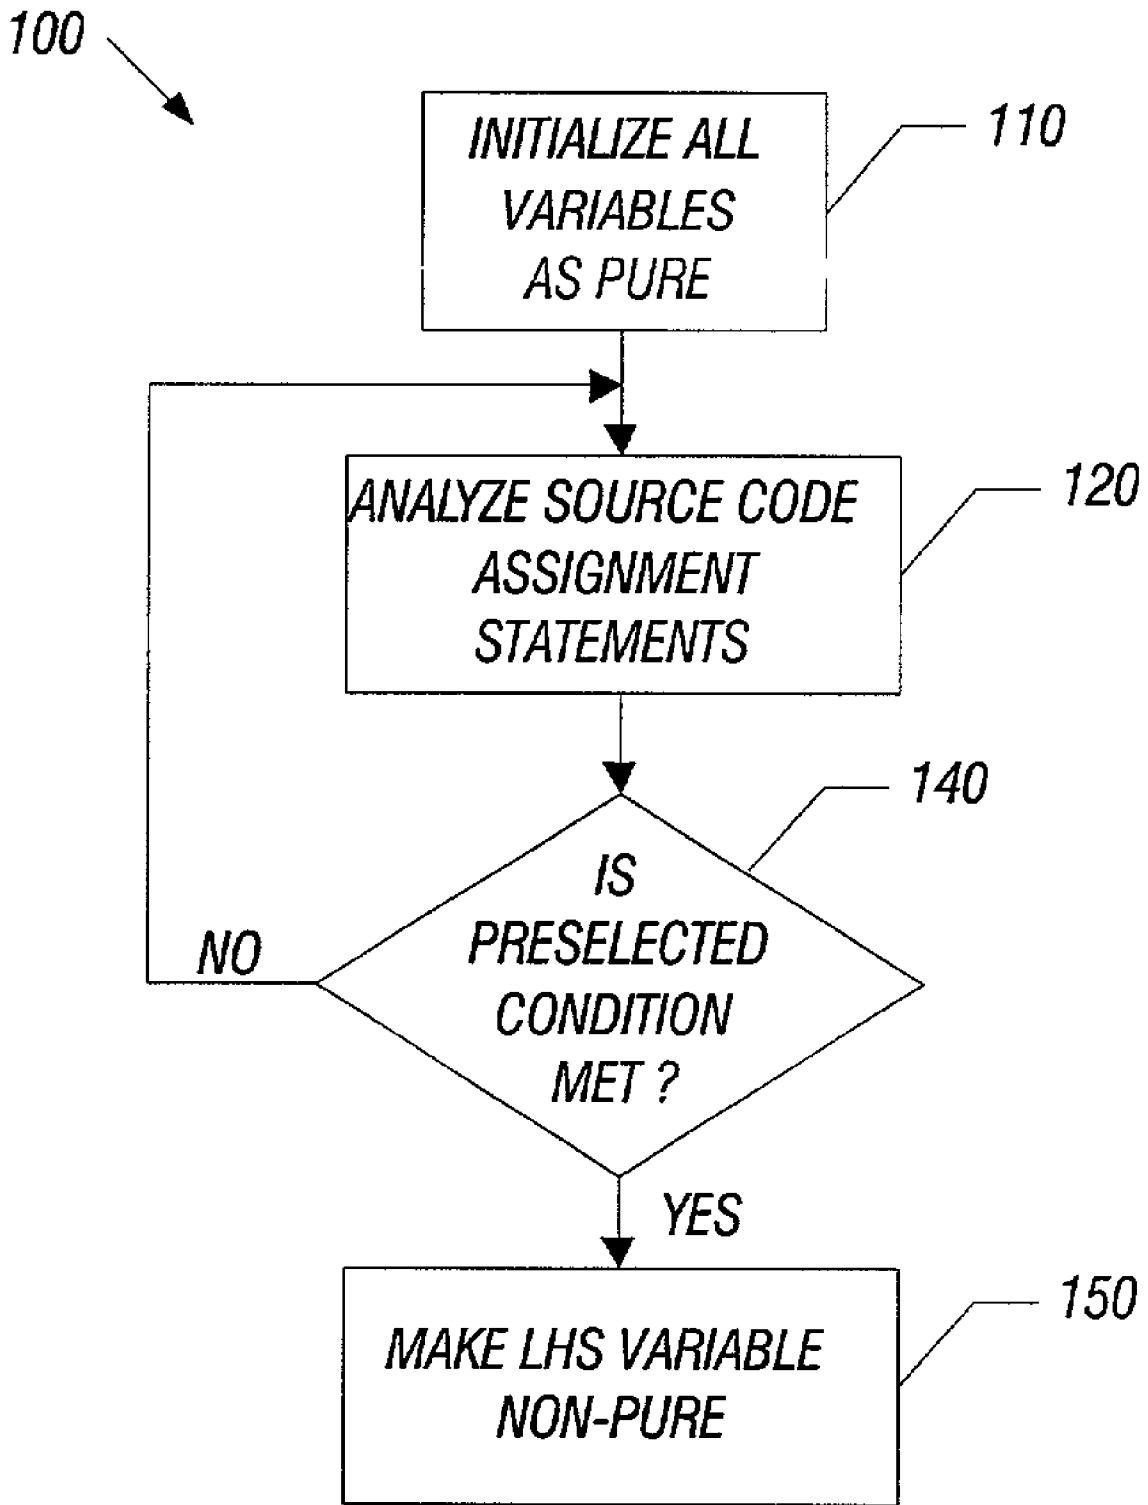 100
INITIALIZE ALL
VARIABLES
AS PURE
110
ANALYZE SOURCE CODE
ASSIGNMENT
STATEMENTS
120
IS
PRESELECTED
CONDITION
MET ?
140
NO
YES
MAKE LHS VARIABLE
NON-PURE
150